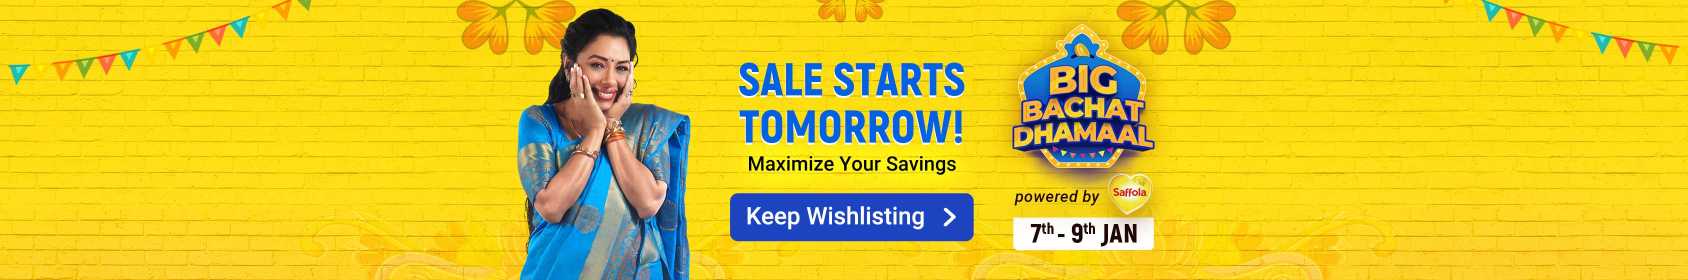 SALE STARTS
TOMORROW!
Maximize Your Savings
Keep Wishlisting
BIG
BACHAT
DHAMAAL
powered by Saffola
7th - 9th JAN